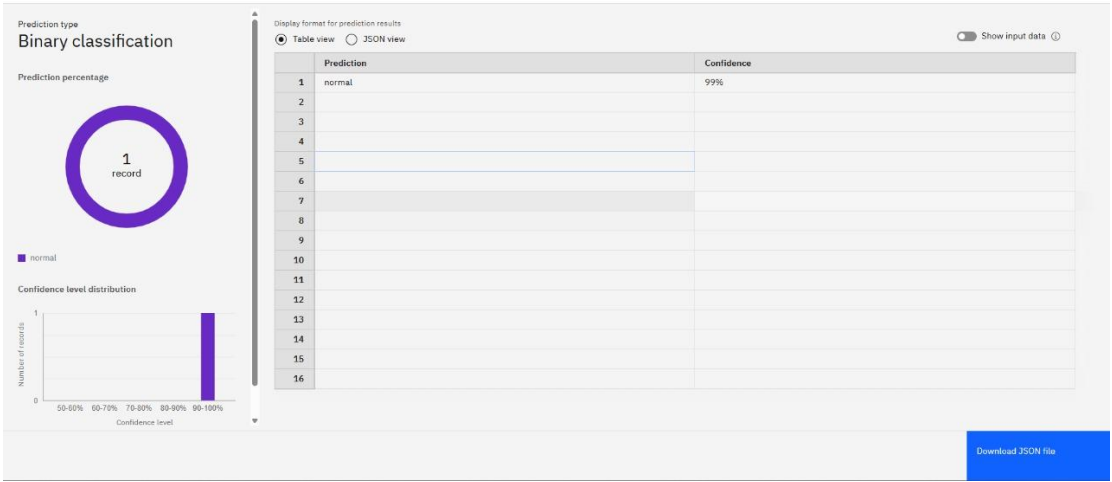 Prediction type
Binary classification
Prediction percentage
1
record
normal
Confidence level distribution
Number of records
1
0
50-60% 60-70% 70-80% 80-90% 90-100%
Confidence level
Display format for prediction results
Table view JSON view
Show input data
Prediction Confidence
1 normal 99%
2
3
4
5
6
7
8
9
10
11
12
13
14
15
16
Download JSON file